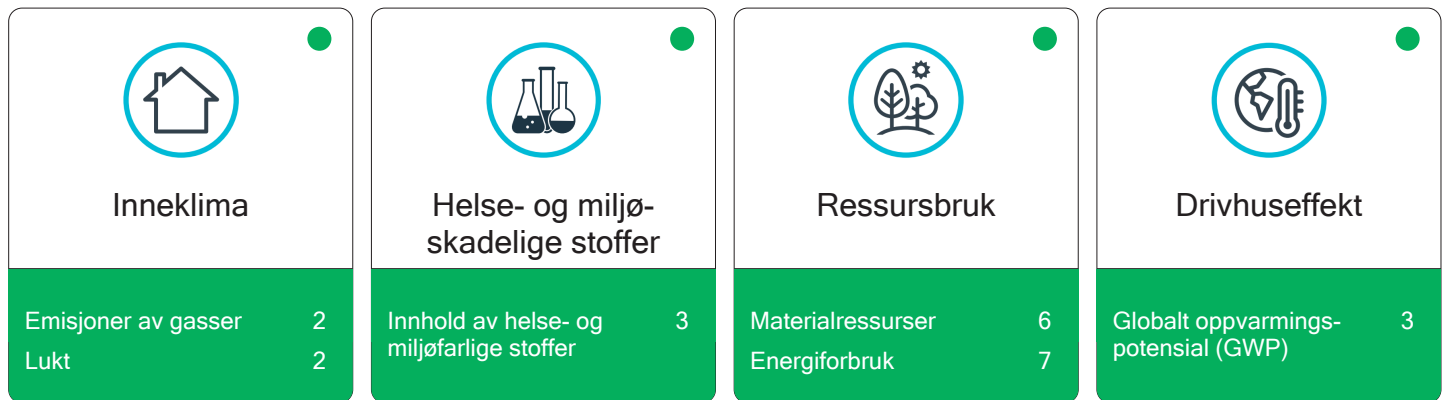 Inneklima
Emisjoner av gasser 2
Lukt 2
Helse- og miljø-
skadelige stoffer
Innhold av helse- og 3
miljøfarlige stoffer
Ressursbruk
Materialressurser 6
Energiforbruk 7
Drivhuseffekt
Globalt oppvarmings- 3
potensial (GWP)